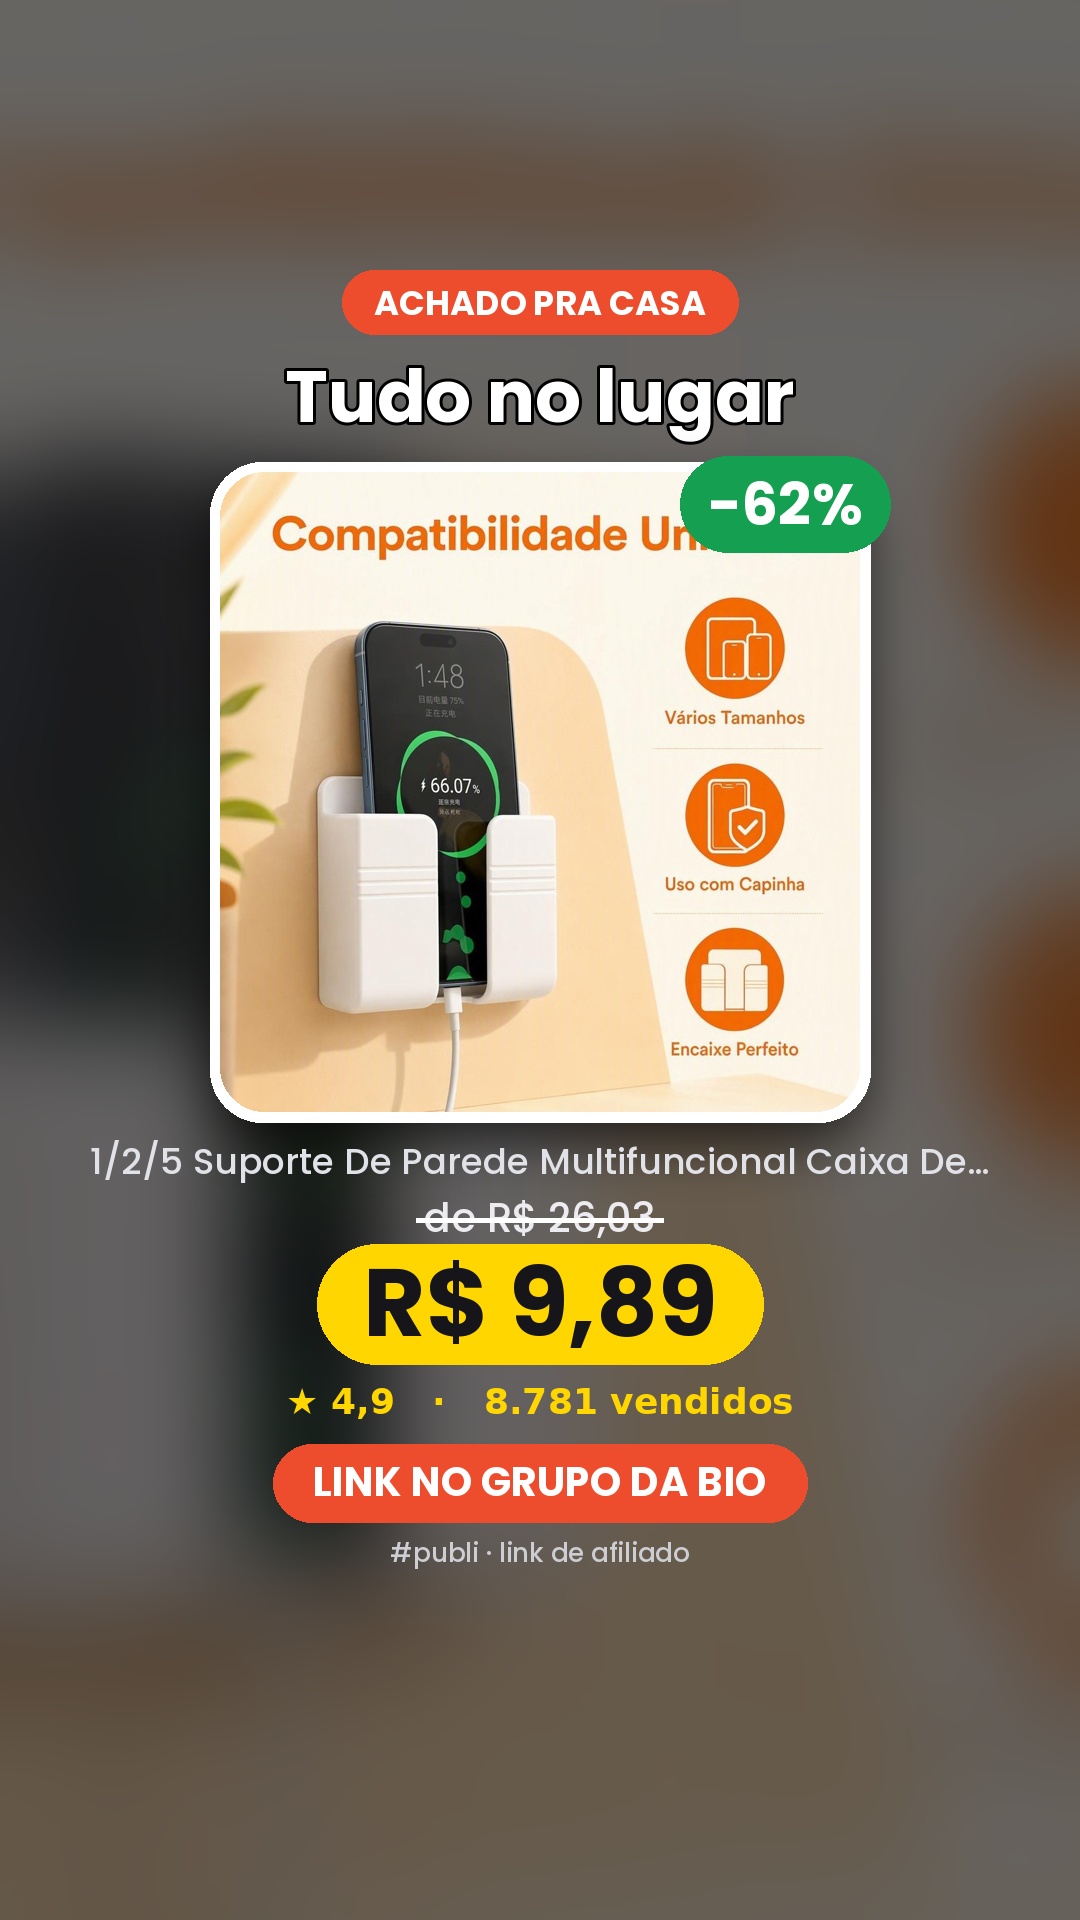 ACHADO PRA CASA
Tudo no lugar
-62%
Compatibilidade
1:48
66.07%
Vários Tamanhos
Uso com Capinha
Encaixe Perfeito
1/2/5 Suporte De Parede Multifuncional Caixa De...
de R$ 26,03
R$ 9,89
★ 4,9 · 8.781 vendidos
LINK NO GRUPO DA BIO
#publi · link de afiliado